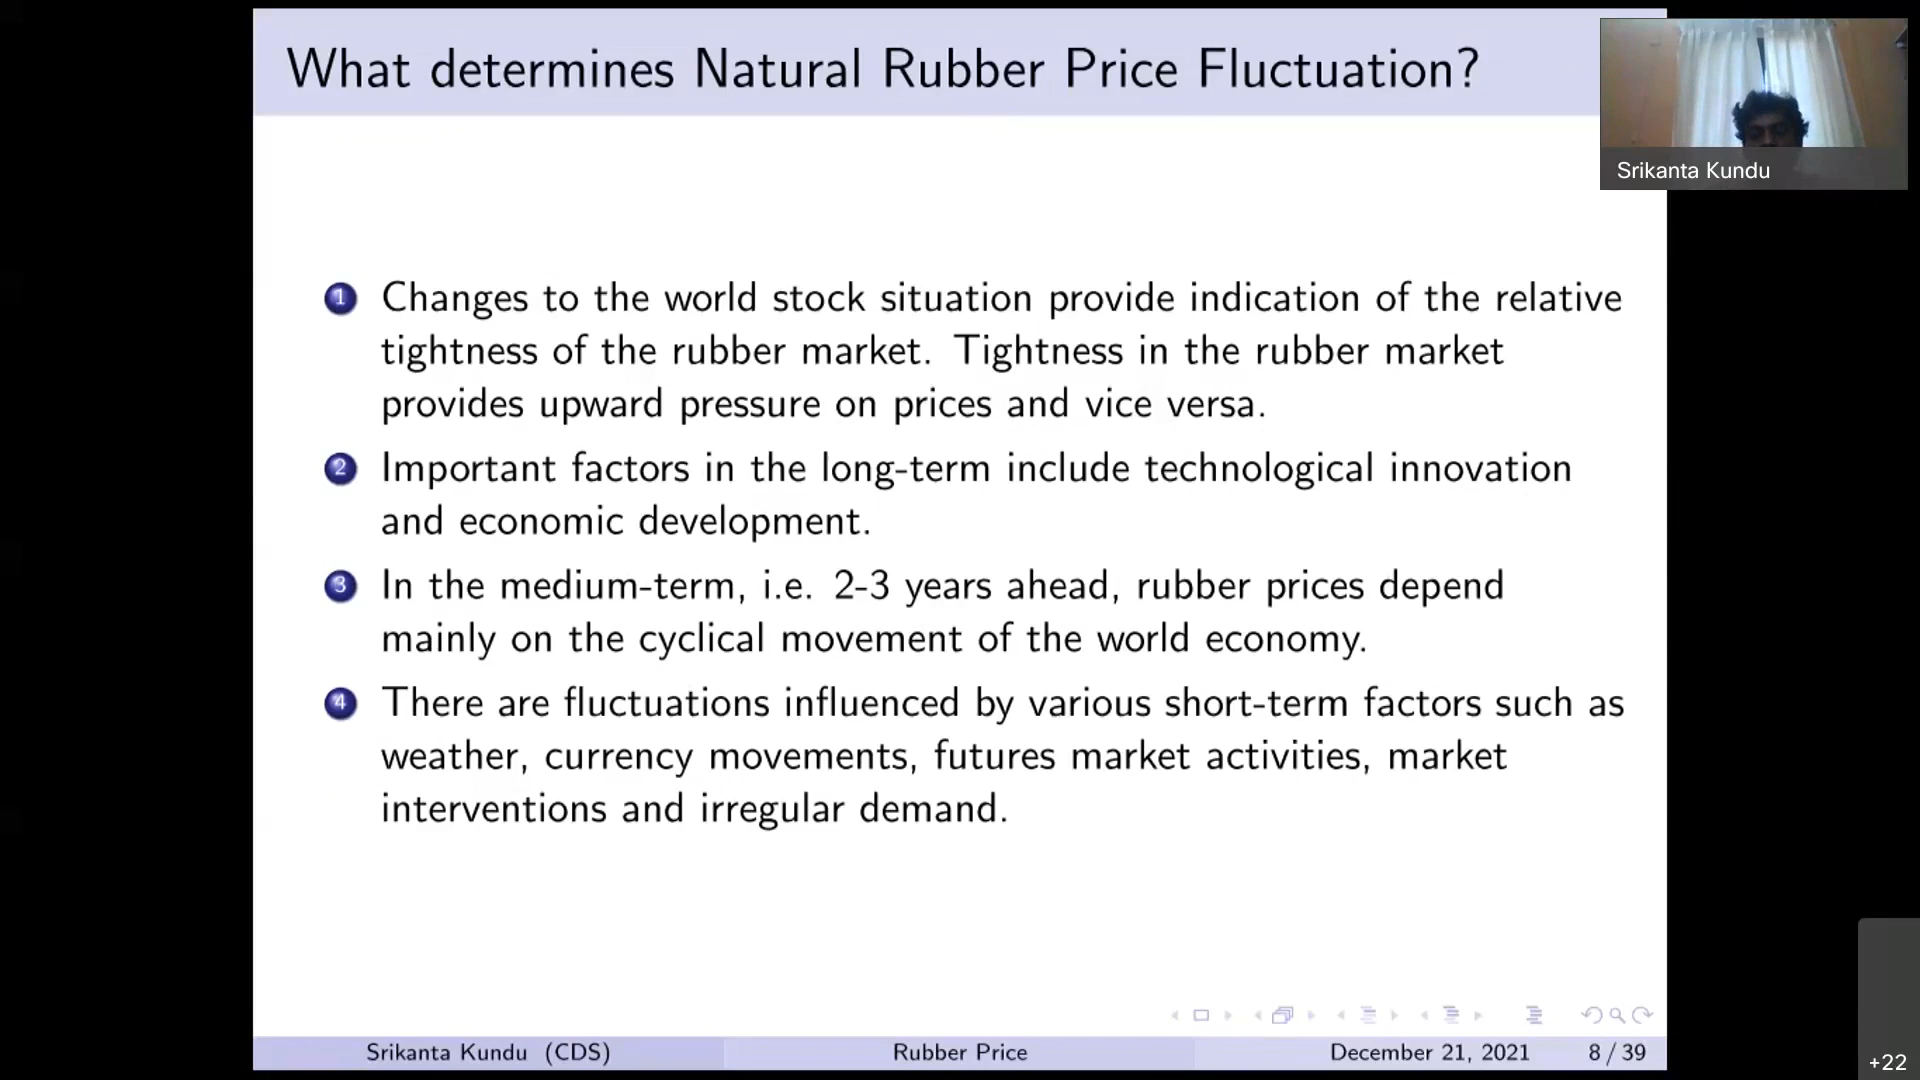 What determines Natural Rubber Price Fluctuation?
Srikanta Kundu
1 Changes to the world stock situation provide indication of the relative
tightness of the rubber market. Tightness in the rubber market
provides upward pressure on prices and vice versa.
2 Important factors in the long-term include technological innovation
and economic development.
3 In the medium-term, i.e. 2-3 years ahead, rubber prices depend
mainly on the cyclical movement of the world economy.
4 There are fluctuations influenced by various short-term factors such as
weather, currency movements, futures market activities, market
interventions and irregular demand.
Srikanta Kundu (CDS) Rubber Price December 21, 2021 8 / 39
+22